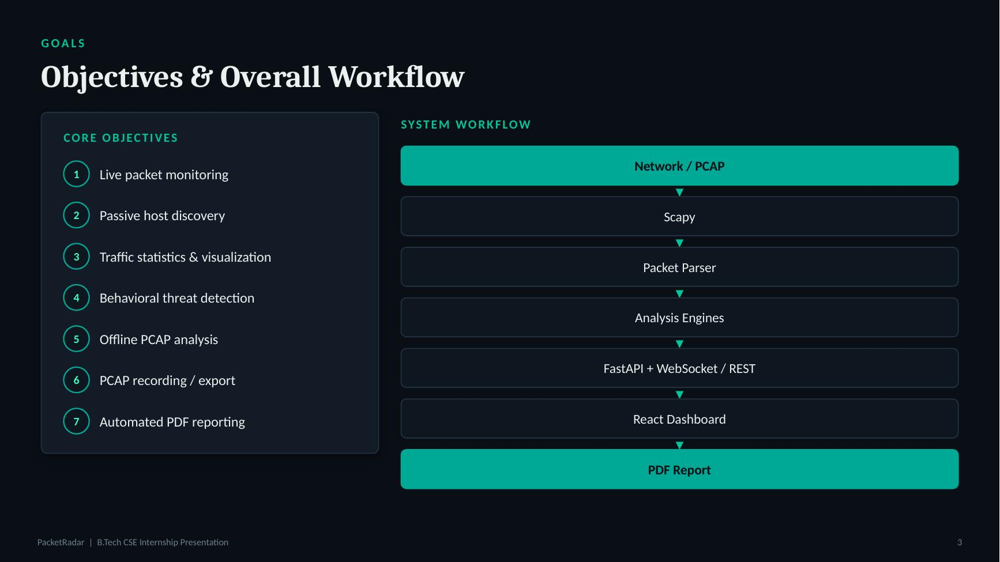 GOALS
Objectives & Overall Workflow
CORE OBJECTIVES
1 Live packet monitoring
2 Passive host discovery
3 Traffic statistics & visualization
4 Behavioral threat detection
5 Offline PCAP analysis
6 PCAP recording / export
7 Automated PDF reporting
SYSTEM WORKFLOW
Network / PCAP
Scapy
Packet Parser
Analysis Engines
FastAPI + WebSocket / REST
React Dashboard
PDF Report
PacketRadar | B.Tech CSE Internship Presentation
3